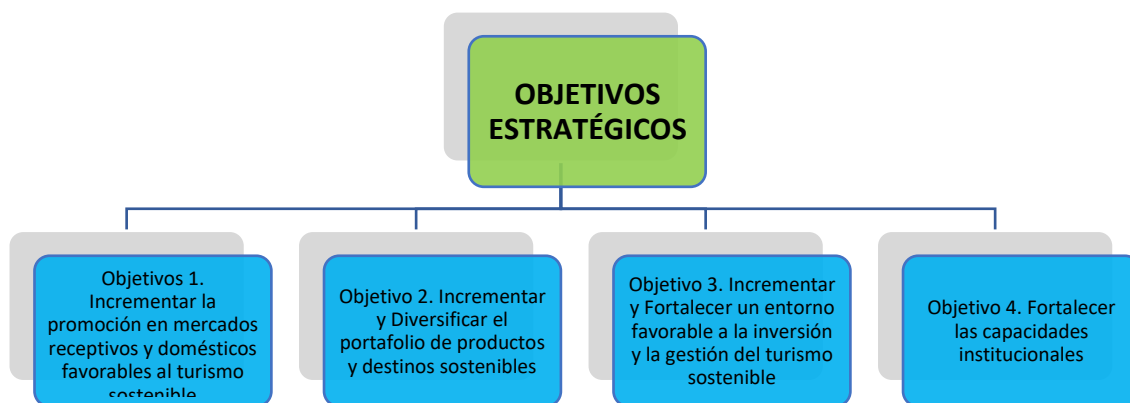 OBJETIVOS
ESTRATÉGICOS
Objetivos 1.
Incrementar la
promoción en mercados
receptivos y domésticos
favorables al turismo
sostenible.
Objetivo 2. Incrementar
y Diversificar el
portafolio de productos
y destinos sostenibles
Objetivo 3. Incrementar
y Fortalecer un entorno
favorable a la inversión
y la gestión del turismo
sostenible
Objetivo 4. Fortalecer
las capacidades
institucionales